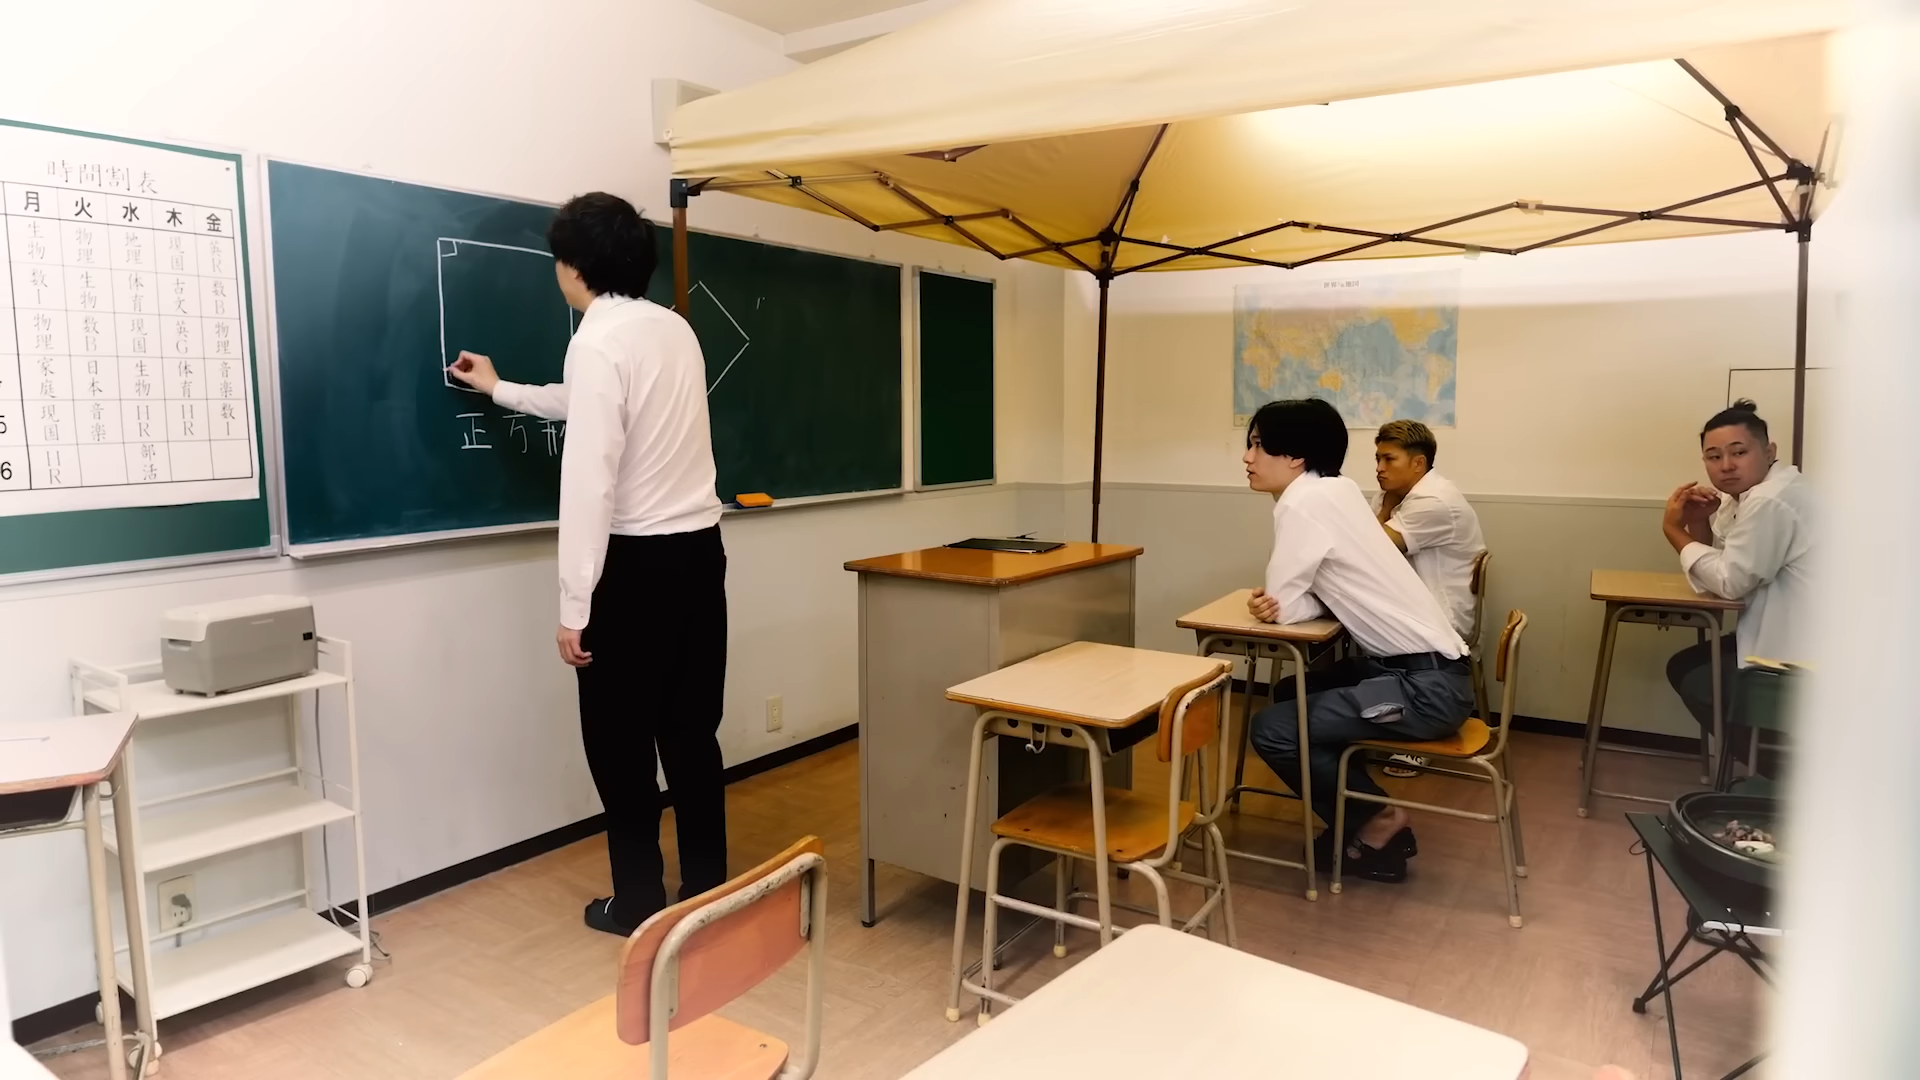 時間割表
月 火 水 木 金
生物 物理 地理 現国 英R
数I 生物 体育 古文 数B
物理 数B 現国 英G 物理
家庭 日本 生物 体育 音楽
5 現国 音楽 HR HR 数I
6 HR 部活
正方形